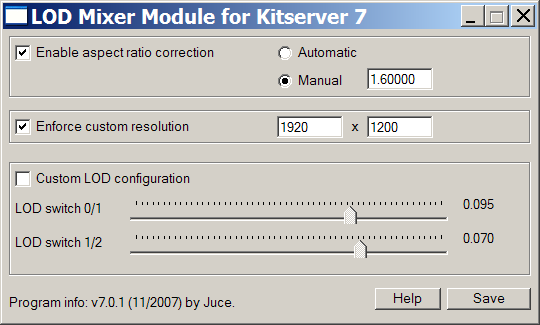 LOD Mixer Module for Kitserver 7
Enable aspect ratio correction
Automatic
Manual 1.60000
Enforce custom resolution 1920 x 1200
Custom LOD configuration
LOD switch 0/1 0.095
LOD switch 1/2 0.070
Program info: v7.0.1 (11/2007) by Juce. Help Save